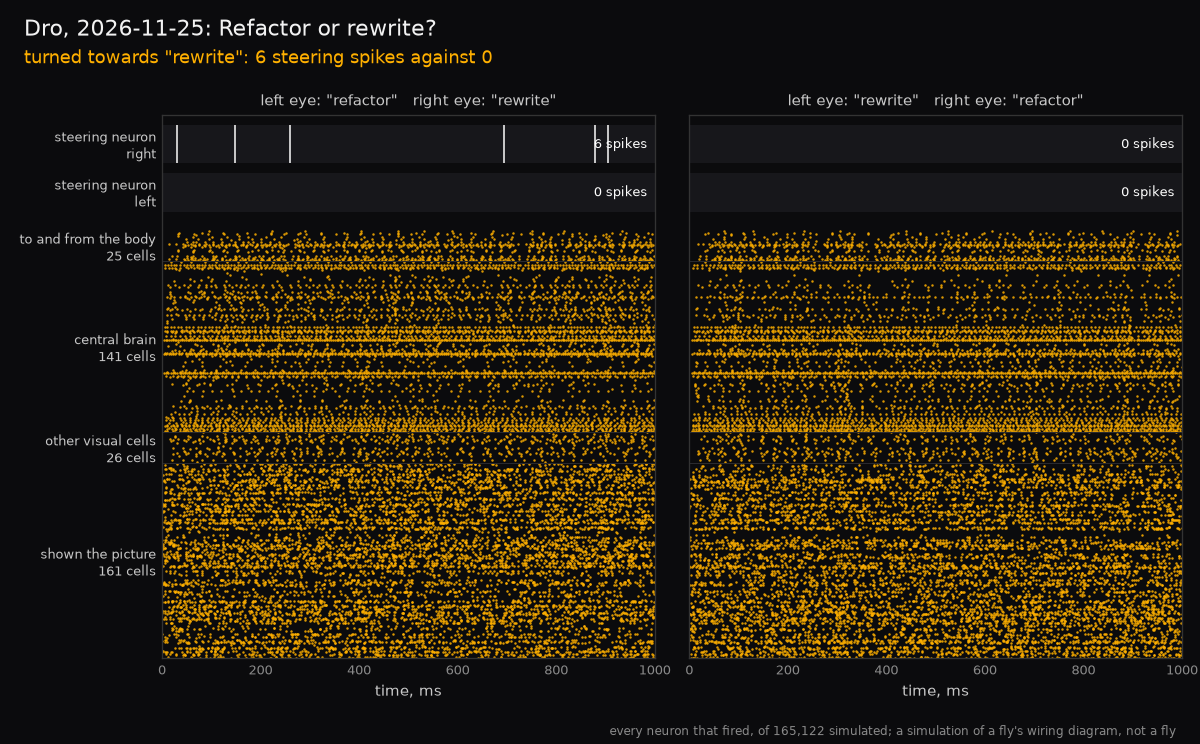 Dro, 2026-11-25: Refactor or rewrite?
turned towards "rewrite": 6 steering spikes against 0
left eye: "refactor"   right eye: "rewrite"
left eye: "rewrite"   right eye: "refactor"
steering neuron
right
6 spikes
0 spikes
steering neuron
left
0 spikes
0 spikes
to and from the body
25 cells
central brain
141 cells
other visual cells
26 cells
shown the picture
161 cells
0 200 400 600 800 1000
0 200 400 600 800 1000
time, ms
time, ms
every neuron that fired, of 165,122 simulated; a simulation of a fly's wiring diagram, not a fly